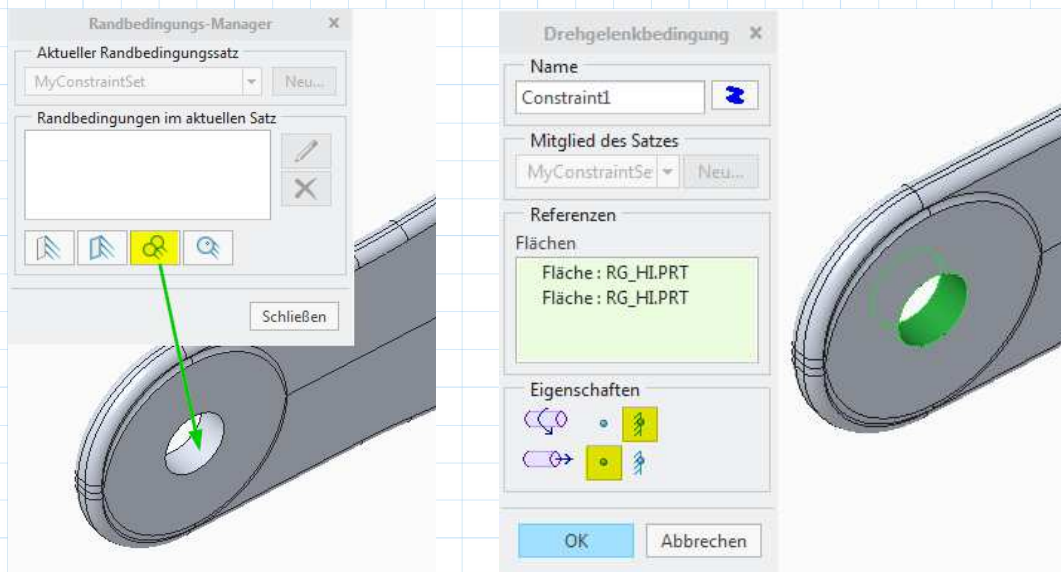 Randbedingungs-Manager
Aktueller Randbedingungssatz
MyConstraintSet
Neu...
Randbedingungen im aktuellen Satz
Schließen
Drehgelenkbedingung
Name
Constraint1
Mitglied des Satzes
MyConstraintSe
Neu...
Referenzen
Flächen
Fläche : RG_HI.PRT
Fläche : RG_HI.PRT
Eigenschaften
OK
Abbrechen